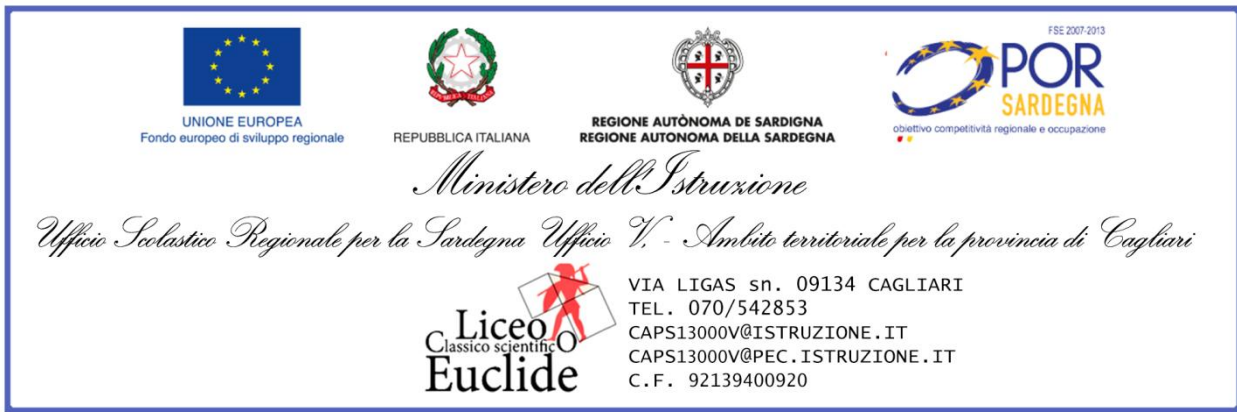 FSE 2007-2013
POR
SARDEGNA
obiettivo competitività regionale e occupazione
UNIONE EUROPEA
Fondo europeo di sviluppo regionale
REPUBBLICA ITALIANA
REGIONE AUTÒNOMA DE SARDIGNA
REGIONE AUTONOMA DELLA SARDEGNA
Ministero dell'Istruzione
Ufficio Scolastico Regionale per la Sardegna Ufficio V. - Ambito territoriale per la provincia di Cagliari
Liceo
Classico scientificO
Euclide
VIA LIGAS sn. 09134 CAGLIARI
TEL. 070/542853
CAPS13000V@ISTRUZIONE.IT
CAPS13000V@PEC.ISTRUZIONE.IT
C.F. 92139400920